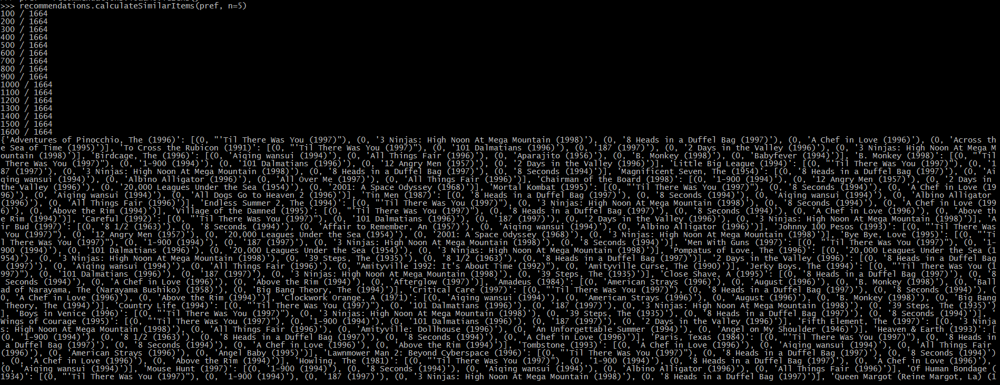 >>> recommendations.calculateSimilarItems(pref, n=5)
100 / 1664
200 / 1664
300 / 1664
400 / 1664
500 / 1664
600 / 1664
700 / 1664
800 / 1664
900 / 1664
1000 / 1664
1100 / 1664
1200 / 1664
1300 / 1664
1400 / 1664
1500 / 1664
1600 / 1664
{'Adventures of Pinocchio, The (1996)': [(0, "'Til There Was You (1997)"), (0, '3 Ninjas: High Noon At Mega Mountain (1998)'), (0, '8 Heads in a Duffel Bag (1997)'), (0, 'A Chef in Love (1996)'), (0, 'Across th
e Sea of Time (1995)')], 'To Cross the Rubicon (1991)': [(0, "'Til There Was You (1997)"), (0, '101 Dalmatians (1996)'), (0, '187 (1997)'), (0, '2 Days in the Valley (1996)'), (0, '3 Ninjas: High Noon At Mega M
ountain (1998)')], 'Birdcage, The (1996)': [(0, 'Aiqing wansui (1994)'), (0, 'All Things Fair (1996)'), (0, 'Aparajito (1956)'), (0, 'B. Monkey (1998)'), (0, 'Babyfever (1994)')], 'B. Monkey (1998)': [(0, "'Til
 There Was You (1997)"), (0, '1-900 (1994)'), (0, '101 Dalmatians (1996)'), (0, '12 Angry Men (1957)'), (0, '2 Days in the Valley (1996)')], 'Little Big League (1994)': [(0, "'Til There Was You (1997)"), (0, '1
87 (1997)'), (0, '3 Ninjas: High Noon At Mega Mountain (1998)'), (0, '8 Heads in a Duffel Bag (1997)'), (0, '8 Seconds (1994)')], 'Magnificent Seven, The (1954)': [(0, '8 Heads in a Duffel Bag (1997)'), (0, 'Ai
qing wansui (1994)'), (0, 'Albino Alligator (1996)'), (0, 'All Over Me (1997)'), (0, 'All Things Fair (1996)')], 'Chairman of the Board (1998)': [(0, '1-900 (1994)'), (0, '12 Angry Men (1957)'), (0, '2 Days in 
the Valley (1996)'), (0, '20,000 Leagues Under the Sea (1954)'), (0, '2001: A Space Odyssey (1968)')], 'Mortal Kombat (1995)': [(0, "'Til There Was You (1997)"), (0, '8 Seconds (1994)'), (0, 'A Chef in Love (19
96)'), (0, 'Aiqing wansui (1994)'), (0, 'All Dogs Go to Heaven 2 (1996)')], 'Tin Men (1987)': [(0, '8 Heads in a Duffel Bag (1997)'), (0, '8 Seconds (1994)'), (0, 'Aiqing wansui (1994)'), (0, 'Albino Alligator 
(1996)'), (0, 'All Things Fair (1996)')], 'Endless Summer 2, The (1994)': [(0, "'Til There Was You (1997)"), (0, '3 Ninjas: High Noon At Mega Mountain (1998)'), (0, '8 Seconds (1994)'), (0, 'A Chef in Love (199
6)'), (0, 'Above the Rim (1994)')], 'Village of the Damned (1995)': [(0, "'Til There Was You (1997)"), (0, '8 Heads in a Duffel Bag (1997)'), (0, '8 Seconds (1994)'), (0, 'A Chef in Love (1996)'), (0, 'Above th
e Rim (1994)')], 'Careful (1992)': [(0, "'Til There Was You (1997)"), (0, '101 Dalmatians (1996)'), (0, '187 (1997)'), (0, '2 Days in the Valley (1996)'), (0, '3 Ninjas: High Noon At Mega Mountain (1998)')], 'A
ir Bud (1997)': [(0, '8 1/2 (1963)'), (0, '8 Seconds (1994)'), (0, 'Affair to Remember, An (1957)'), (0, 'Aiqing wansui (1994)'), (0, 'Albino Alligator (1996)')], 'Johnny 100 Pesos (1993)': [(0, "'Til There Was
 You (1997)"), (0, '12 Angry Men (1957)'), (0, '20,000 Leagues Under the Sea (1954)'), (0, '2001: A Space Odyssey (1968)'), (0, '3 Ninjas: High Noon At Mega Mountain (1998)')], 'Bye Bye, Love (1995)': [(0, "'Ti
l There Was You (1997)"), (0, '1-900 (1994)'), (0, '187 (1997)'), (0, '3 Ninjas: High Noon At Mega Mountain (1998)'), (0, '8 Seconds (1994)')], 'Men With Guns (1997)': [(0, "'Til There Was You (1997)"), (0, '1-
900 (1994)'), (0, '101 Dalmatians (1996)'), (0, '20,000 Leagues Under the Sea (1954)'), (0, '3 Ninjas: High Noon At Mega Mountain (1998)')], 'Pompatus of Love, The (1996)': [(0, '20,000 Leagues Under the Sea (1
954)'), (0, '3 Ninjas: High Noon At Mega Mountain (1998)'), (0, '39 Steps, The (1935)'), (0, '8 1/2 (1963)'), (0, '8 Heads in a Duffel Bag (1997)')], '2 Days in the Valley (1996)': [(0, '8 Heads in a Duffel Bag
 (1997)'), (0, 'Aiqing wansui (1994)'), (0, 'All Things Fair (1996)'), (0, "Amityville 1992: It's About Time (1992)"), (0, 'Amityville Curse, The (1990)')], 'Jerky Boys, The (1994)': [(0, "'Til There Was You (1
997)"), (0, '101 Dalmatians (1996)'), (0, '187 (1997)'), (0, '3 Ninjas: High Noon At Mega Mountain (1998)'), (0, '39 Steps, The (1935)')], 'Close Shave, A (1995)': [(0, '8 Heads in a Duffel Bag (1997)'), (0, '8
 Seconds (1994)'), (0, 'A Chef in Love (1996)'), (0, 'Above the Rim (1994)'), (0, 'Afterglow (1997)')], 'Amadeus (1984)': [(0, 'American Strays (1996)'), (0, 'August (1996)'), (0, 'B. Monkey (1998)'), (0, 'Ball
ad of Narayama, The (Narayama Bushiko) (1958)'), (0, 'Big Bang Theory, The (1994)')], 'Critical Care (1997)': [(0, "'Til There Was You (1997)"), (0, '8 Heads in a Duffel Bag (1997)'), (0, '8 Seconds (1994)'), (
0, 'A Chef in Love (1996)'), (0, 'Above the Rim (1994)')], 'Clockwork Orange, A (1971)': [(0, 'Aiqing wansui (1994)'), (0, 'American Strays (1996)'), (0, 'August (1996)'), (0, 'B. Monkey (1998)'), (0, 'Big Bang
 Theory, The (1994)')], 'Country Life (1994)': [(0, "'Til There Was You (1997)"), (0, '101 Dalmatians (1996)'), (0, '187 (1997)'), (0, '3 Ninjas: High Noon At Mega Mountain (1998)'), (0, '39 Steps, The (1935)')
], 'Boys in Venice (1996)': [(0, "'Til There Was You (1997)"), (0, '3 Ninjas: High Noon At Mega Mountain (1998)'), (0, '39 Steps, The (1935)'), (0, '8 Heads in a Duffel Bag (1997)'), (0, '8 Seconds (1994)')], '
Wings of Courage (1995)': [(0, "'Til There Was You (1997)"), (0, '1-900 (1994)'), (0, '101 Dalmatians (1996)'), (0, '187 (1997)'), (0, '2 Days in the Valley (1996)')], 'Fifth Element, The (1997)': [(0, '3 Ninja
s: High Noon At Mega Mountain (1998)'), (0, 'All Things Fair (1996)'), (0, 'Amityville: Dollhouse (1996)'), (0, 'An Unforgettable Summer (1994)'), (0, 'Angel on My Shoulder (1946)')], 'Heaven & Earth (1993)': [
(0, '1-900 (1994)'), (0, '8 1/2 (1963)'), (0, '8 Heads in a Duffel Bag (1997)'), (0, '8 Seconds (1994)'), (0, 'A Chef in Love (1996)')], 'Paris, Texas (1984)': [(0, "'Til There Was You (1997)"), (0, '8 Heads in
 a Duffel Bag (1997)'), (0, '8 Seconds (1994)'), (0, 'A Chef in Love (1996)'), (0, 'Above the Rim (1994)')], 'Tombstone (1993)': [(0, 'A Chef in Love (1996)'), (0, 'Aiqing wansui (1994)'), (0, 'All Things Fair 
(1996)'), (0, 'American Strays (1996)'), (0, 'Angel Baby (1995)')], 'Lawnmower Man 2: Beyond Cyberspace (1996)': [(0, "'Til There Was You (1997)"), (0, '8 Heads in a Duffel Bag (1997)'), (0, '8 Seconds (1994)')
, (0, 'A Chef in Love (1996)'), (0, 'Above the Rim (1994)')], 'Howling, The (1981)': [(0, "'Til There Was You (1997)"), (0, '1-900 (1994)'), (0, '8 Heads in a Duffel Bag (1997)'), (0, 'A Chef in Love (1996)'), 
(0, 'Aiqing wansui (1994)')], 'Mouse Hunt (1997)': [(0, '1-900 (1994)'), (0, '8 Seconds (1994)'), (0, 'Aiqing wansui (1994)'), (0, 'Albino Alligator (1996)'), (0, 'All Things Fair (1996)')], 'Of Human Bondage (
1934)': [(0, "'Til There Was You (1997)"), (0, '1-900 (1994)'), (0, '187 (1997)'), (0, '3 Ninjas: High Noon At Mega Mountain (1998)'), (0, '8 Heads in a Duffel Bag (1997)')], 'Queen Margot (Reine Margot, La) (1